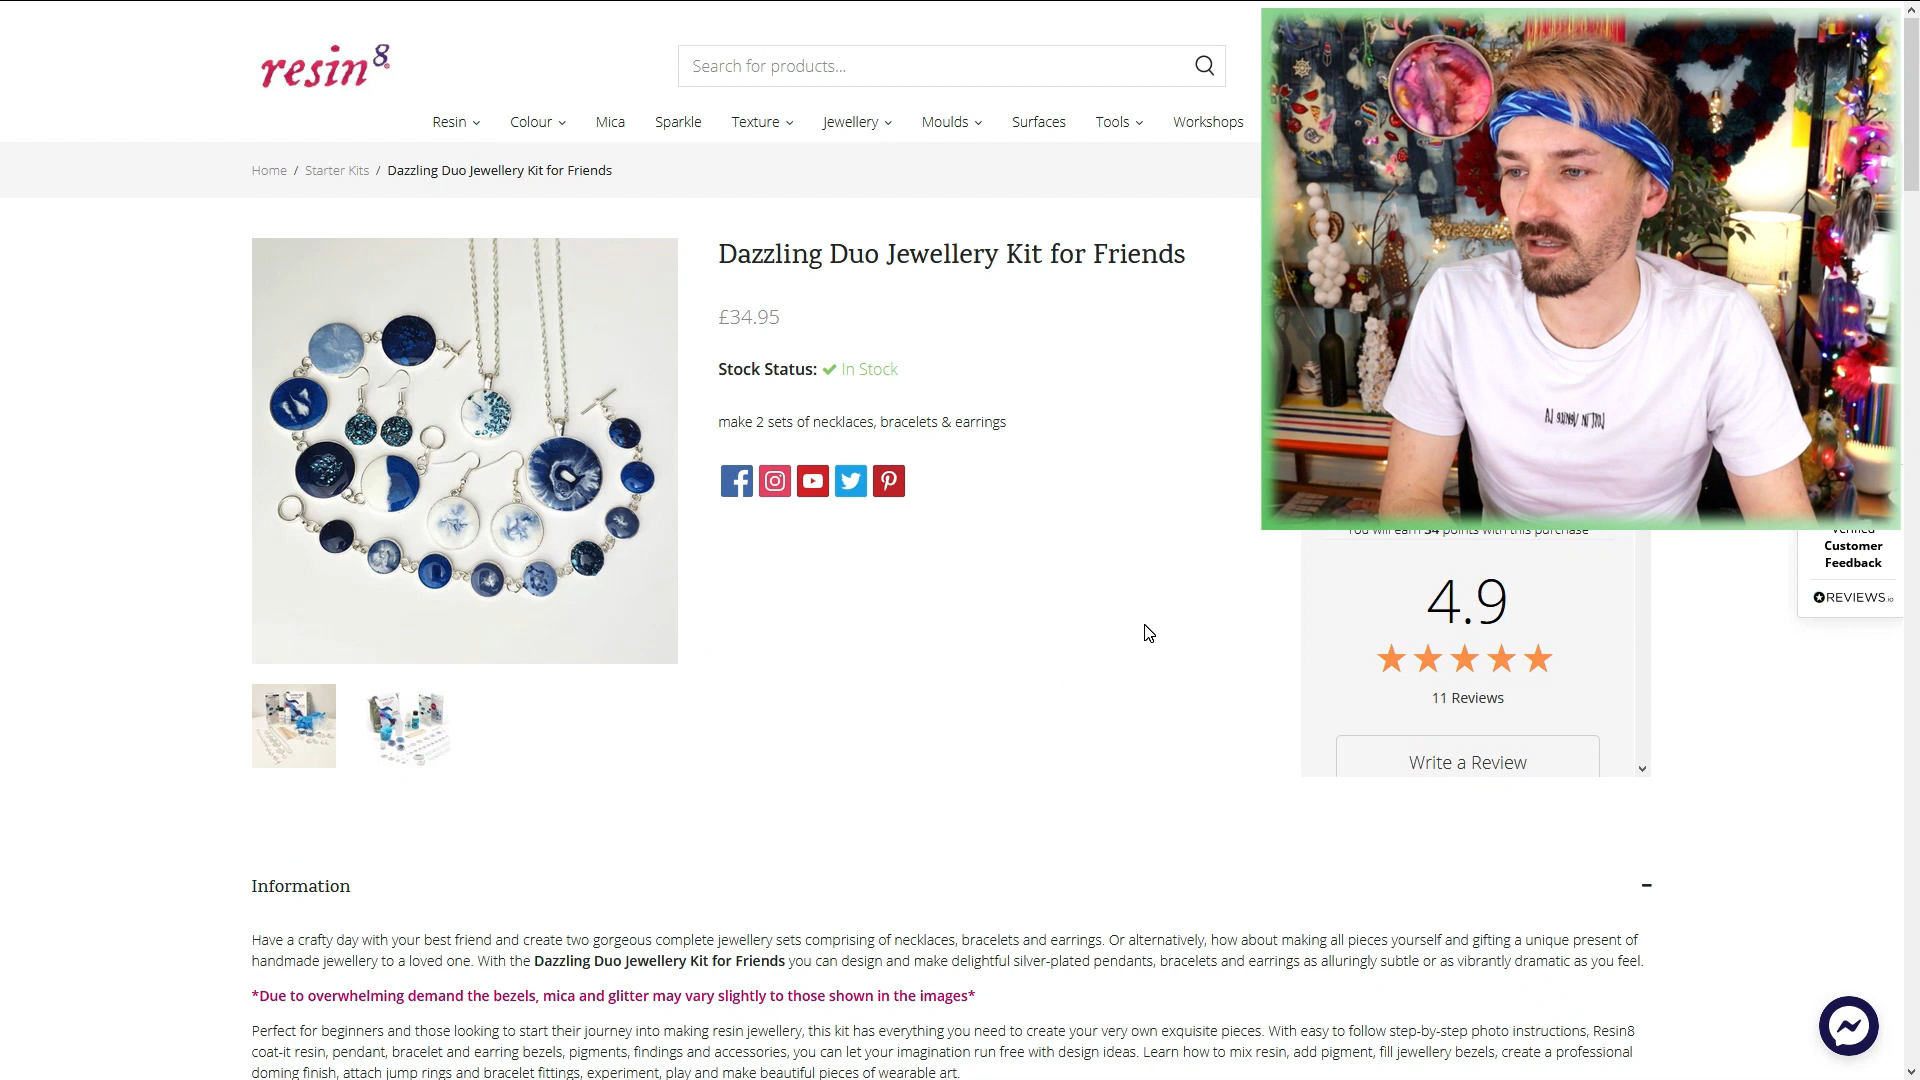 resin8
Search for products...
Resin Colour Mica Sparkle Texture Jewellery Moulds Surfaces Tools Workshops
Home / Starter Kits / Dazzling Duo Jewellery Kit for Friends
Dazzling Duo Jewellery Kit for Friends
£34.95
Stock Status: In Stock
make 2 sets of necklaces, bracelets & earrings
You will earn 34 points with this purchase
Verified
Customer
Feedback
REVIEWS.io
4.9
11 Reviews
Write a Review
Information
Have a crafty day with your best friend and create two gorgeous complete jewellery sets comprising of necklaces, bracelets and earrings. Or alternatively, how about making all pieces yourself and gifting a unique present of
handmade jewellery to a loved one. With the Dazzling Duo Jewellery Kit for Friends you can design and make delightful silver-plated pendants, bracelets and earrings as alluringly subtle or as vibrantly dramatic as you feel.
*Due to overwhelming demand the bezels, mica and glitter may vary slightly to those shown in the images*
Perfect for beginners and those looking to start their journey into making resin jewellery, this kit has everything you need to create your very own exquisite pieces. With easy to follow step-by-step photo instructions, Resin8
coat-it resin, pendant, bracelet and earring bezels, pigments, findings and accessories, you can let your imagination run free with design ideas. Learn how to mix resin, add pigment, fill jewellery bezels, create a professional
doming finish, attach jump rings and bracelet fittings, experiment, play and make beautiful pieces of wearable art.